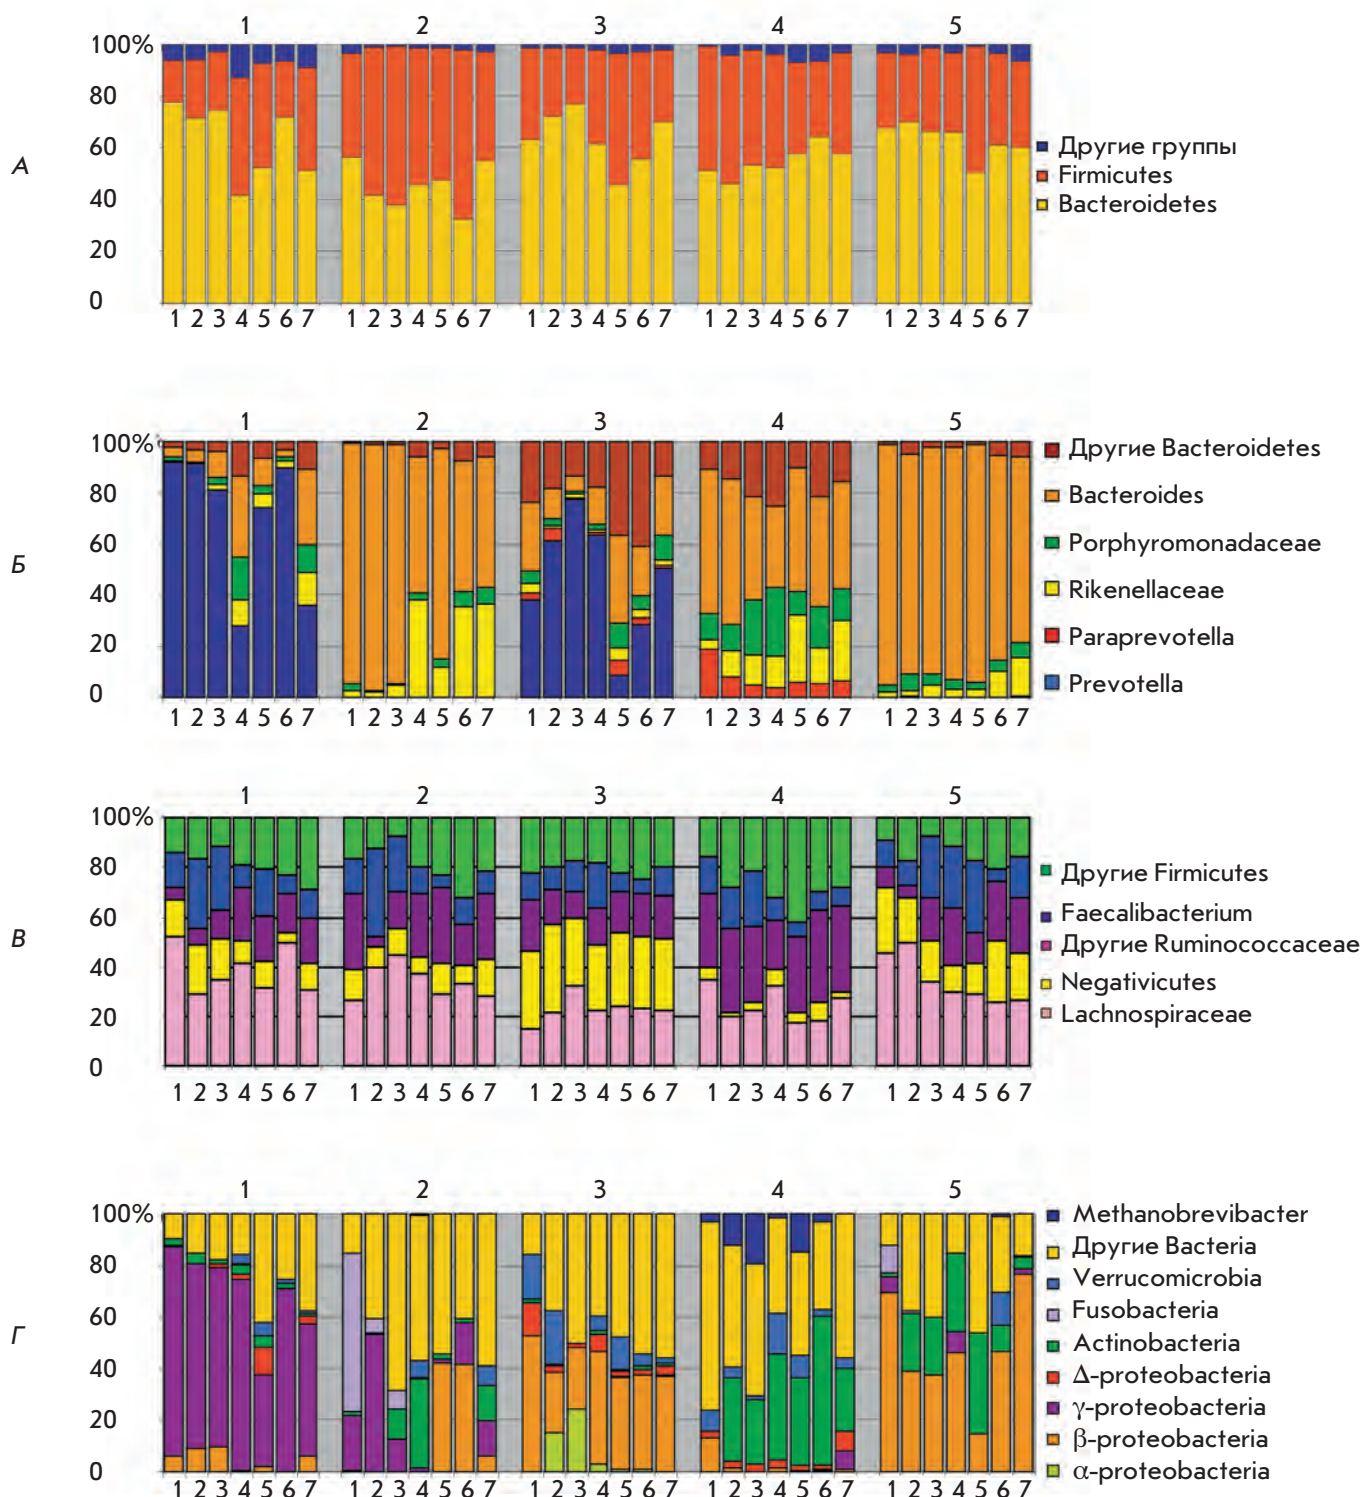 1 2 3 4 5
100%
80
60
40
20
0
А
Другие группы
Firmicutes
Bacteroidetes
1 2 3 4 5 6 7 1 2 3 4 5 6 7 1 2 3 4 5 6 7 1 2 3 4 5 6 7 1 2 3 4 5 6 7
1 2 3 4 5
100%
80
60
40
20
0
Б
Другие Bacteroidetes
Bacteroides
Porphyromonadaceae
Rikenellaceae
Paraprevotella
Prevotella
1 2 3 4 5 6 7 1 2 3 4 5 6 7 1 2 3 4 5 6 7 1 2 3 4 5 6 7 1 2 3 4 5 6 7
1 2 3 4 5
100%
80
60
40
20
0
В
Другие Firmicutes
Faecalibacterium
Другие Ruminococcaceae
Negativicutes
Lachnospiraceae
1 2 3 4 5 6 7 1 2 3 4 5 6 7 1 2 3 4 5 6 7 1 2 3 4 5 6 7 1 2 3 4 5 6 7
1 2 3 4 5
100%
80
60
40
20
0
Г
Methanobrevibacter
Другие Bacteria
Verrucomicrobia
Fusobacteria
Actinobacteria
Δ-proteobacteria
γ-proteobacteria
β-proteobacteria
α-proteobacteria
1 2 3 4 5 6 7 1 2 3 4 5 6 7 1 2 3 4 5 6 7 1 2 3 4 5 6 7 1 2 3 4 5 6 7